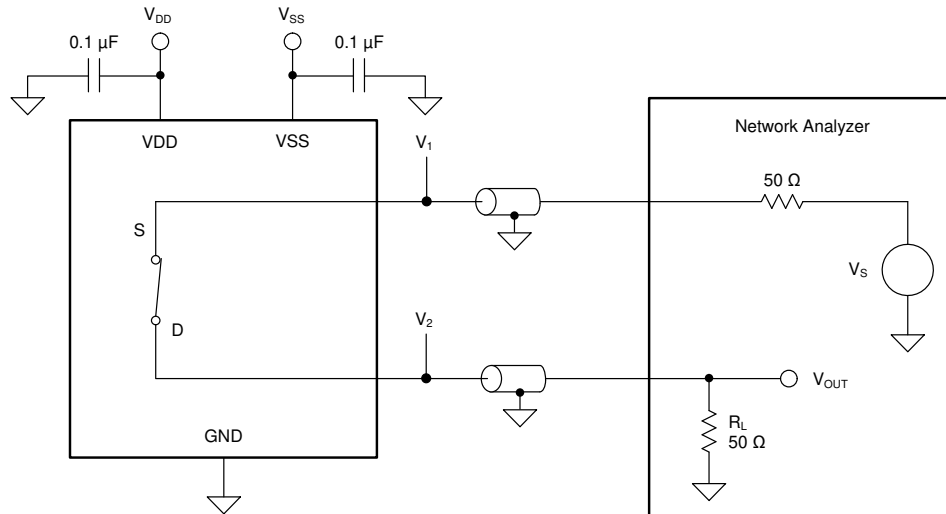 V_DD
V_SS
0.1 µF
0.1 µF
VDD
VSS
Network Analyzer
V_1
50 Ω
S
V_S
D
V_2
V_OUT
R_L
50 Ω
GND